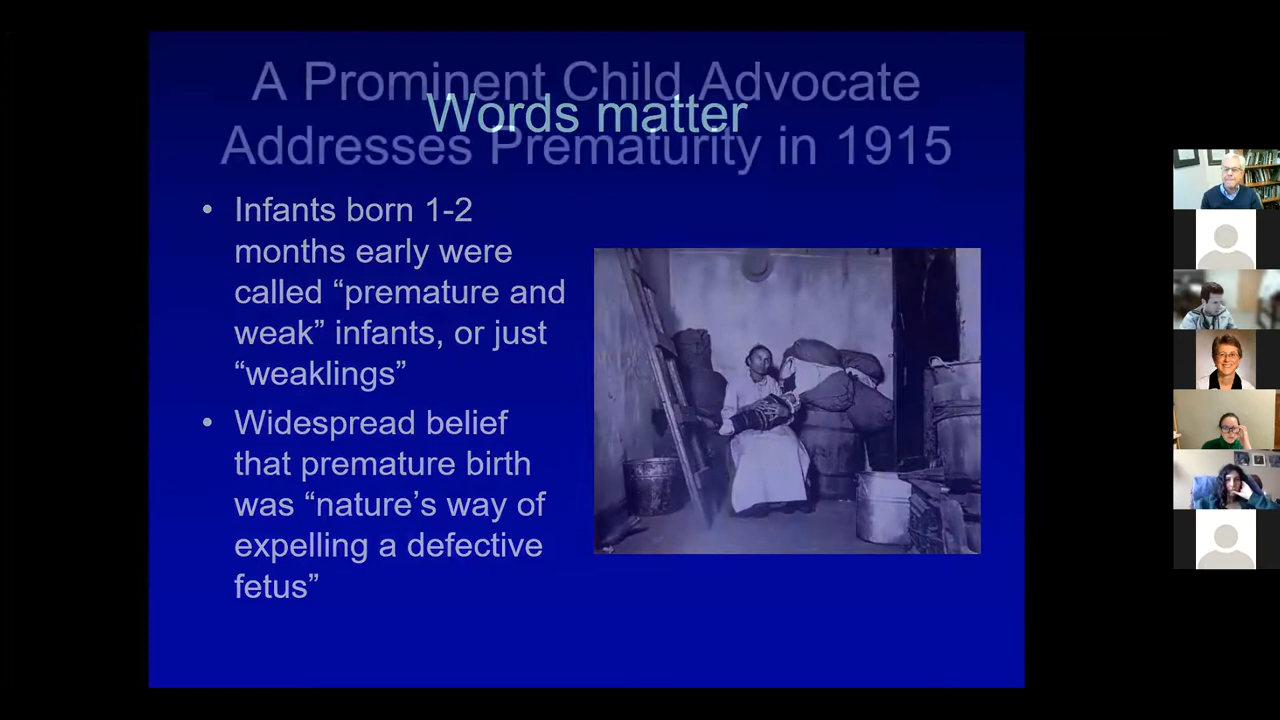 A Prominent Child Advocate
Words matter
Addresses Prematurity in 1915
• Infants born 1-2
months early were
called “premature and
weak” infants, or just
“weaklings”
• Widespread belief
that premature birth
was “nature’s way of
expelling a defective
fetus”